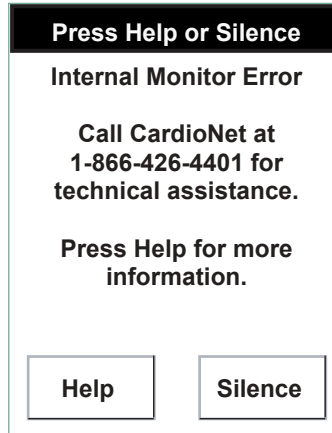 Press Help or Silence
Internal Monitor Error
Call CardioNet at
1-866-426-4401 for
technical assistance.
Press Help for more
information.
Help
Silence